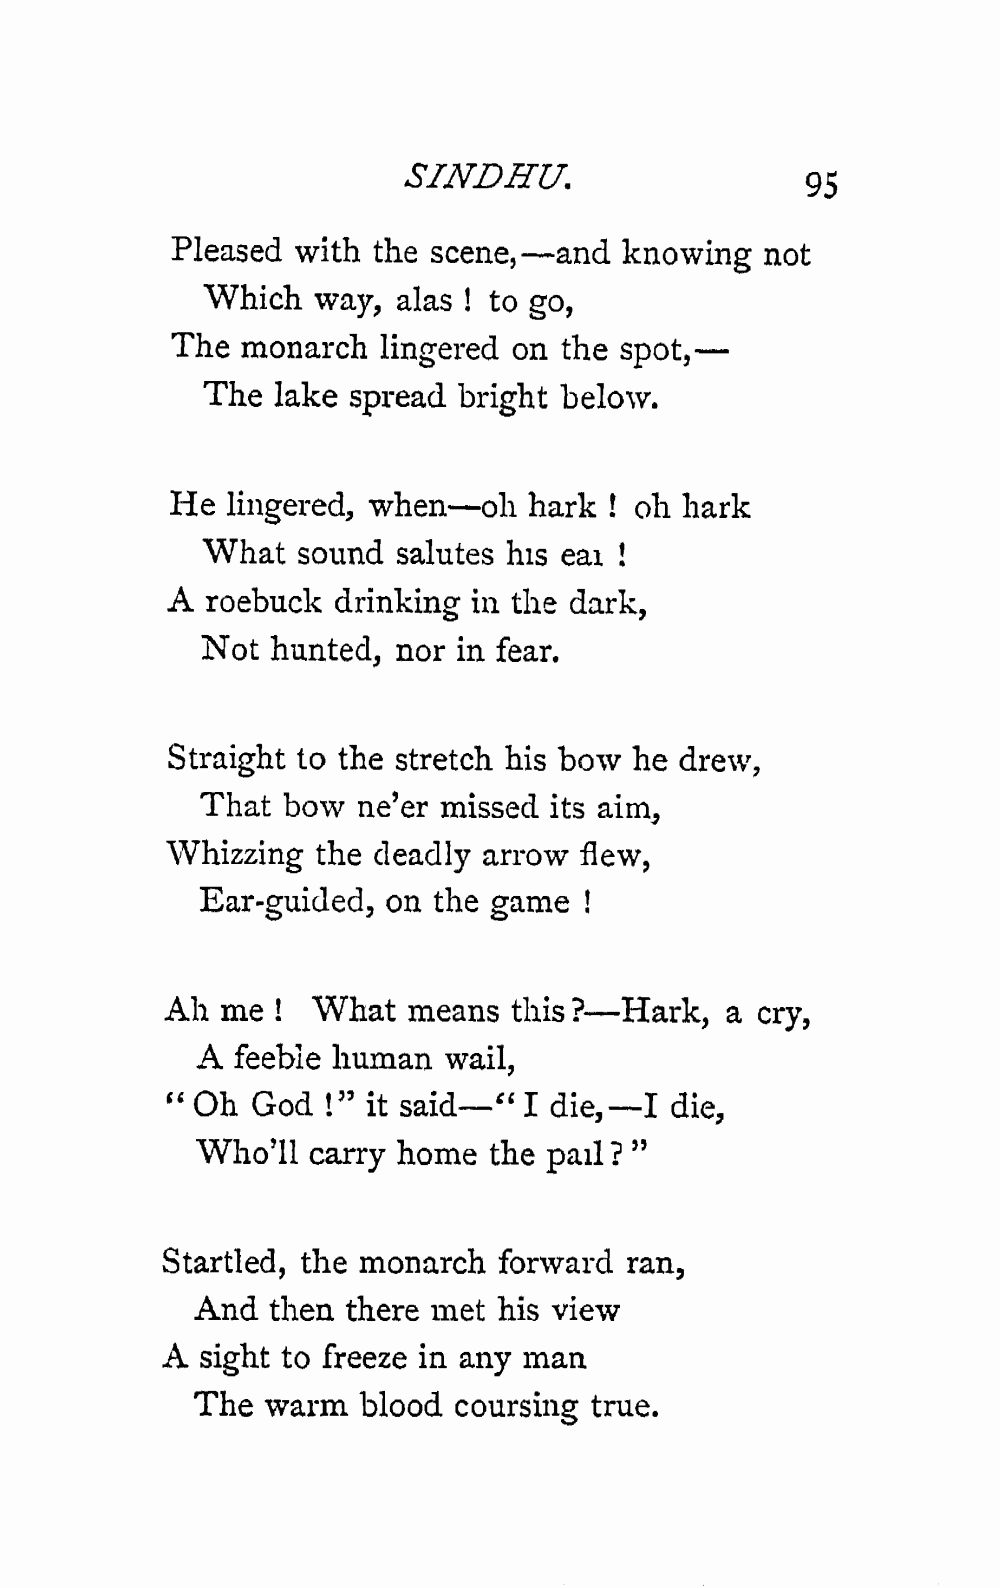 SINDHU. 95
Pleased with the scene,—and knowing not
Which way, alas ! to go,
The monarch lingered on the spot,—
The lake spread bright below.
He lingered, when—oh hark ! oh hark
What sound salutes his ear !
A roebuck drinking in the dark,
Not hunted, nor in fear.
Straight to the stretch his bow he drew,
That bow ne’er missed its aim,
Whizzing the deadly arrow flew,
Ear-guided, on the game !
Ah me ! What means this ?—Hark, a cry,
A feeble human wail,
“ Oh God !” it said—“ I die,—I die,
Who’ll carry home the pail ? ”
Startled, the monarch forward ran,
And then there met his view
A sight to freeze in any man
The warm blood coursing true.